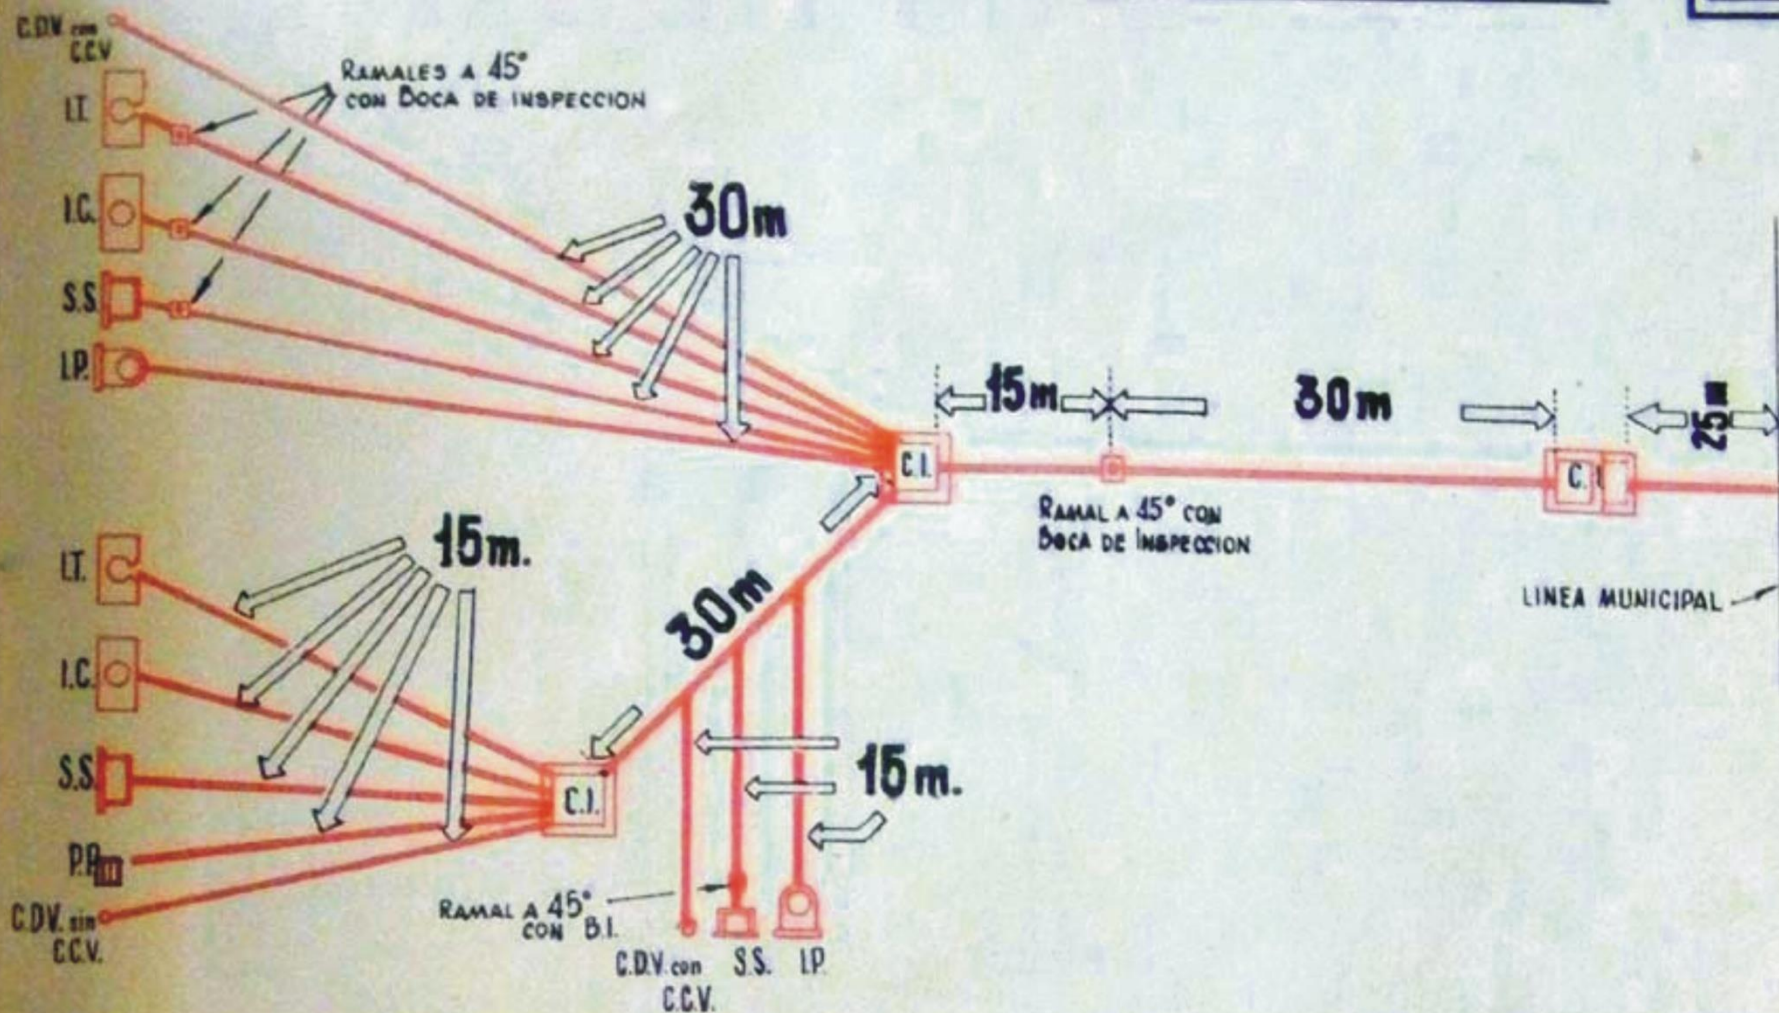 C.D.V. con
C.C.V
I.T.
RAMALES A 45°
CON BOCA DE INSPECCION
I.C.
30m
S.S.
I.P.
15m
30m
25m
C.I.
C.I
RAMAL A 45° CON
BOCA DE INSPECCION
LINEA MUNICIPAL
15m.
I.T.
I.C.
30m
S.S.
C.I.
15m.
P.P.
C.D.V. sin
C.C.V.
RAMAL A 45°
CON B.I.
C.D.V. con
C.C.V.
S.S.
I.P.